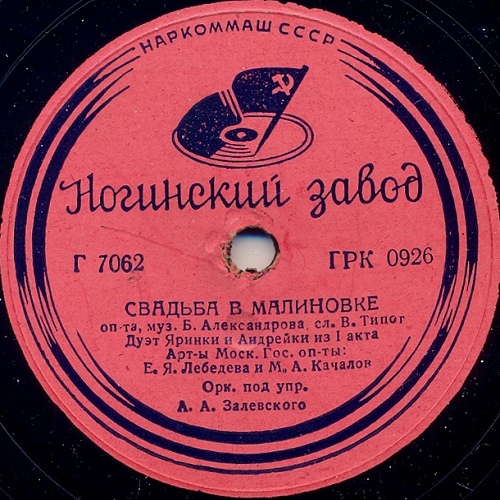 НАРКОММАШ СССР
Ногинский завод
Г 7062 ГРК 0926
СВАДЬБА В МАЛИНОВКЕ
оп-та, муз. Б. Александрова, сл. В. Типот
Дуэт Яринки и Андрейки из I акта
Арт-ы Моск. Гос. оп-ты:
Е. Я. Лебедева и М. А. Качалов
Орк. под упр.
А. А. Залевского